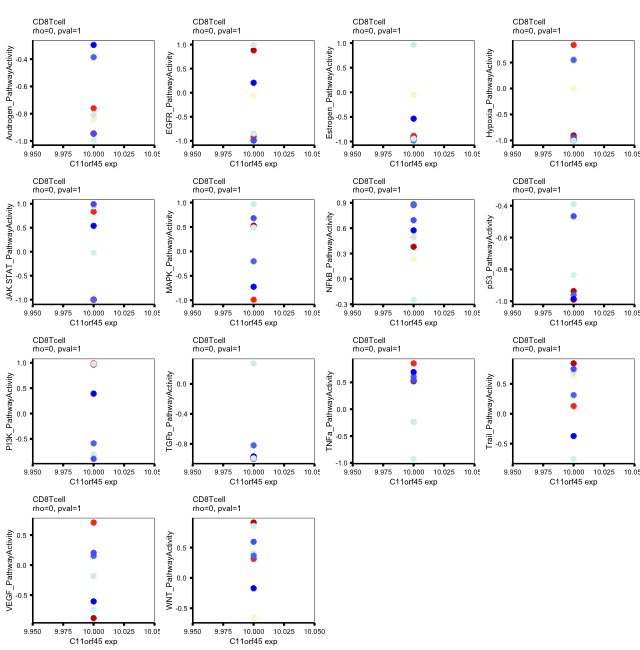 CD8Tcell
rho=0, pval=1
Androgen_PathwayActivity
-0.4
-0.6
-0.8
-1.0
9.950 9.975 10.000 10.025 10.05
C11orf45 exp
CD8Tcell
rho=0, pval=1
EGFR_PathwayActivity
1.0
0.5
0.0
-0.5
-1.0
9.950 9.975 10.000 10.025 10.05
C11orf45 exp
CD8Tcell
rho=0, pval=1
Estrogen_PathwayActivity
1.0
0.5
0.0
-0.5
-1.0
9.950 9.975 10.000 10.025 10.05
C11orf45 exp
CD8Tcell
rho=0, pval=1
Hypoxia_PathwayActivity
1.0
0.5
0.0
-0.5
-1.0
9.950 9.975 10.000 10.025 10.05
C11orf45 exp
CD8Tcell
rho=0, pval=1
JAK.STAT_PathwayActivity
1.0
0.5
0.0
-0.5
-1.0
9.950 9.975 10.000 10.025 10.05
C11orf45 exp
CD8Tcell
rho=0, pval=1
MAPK_PathwayActivity
1.0
0.5
0.0
-0.5
-1.0
9.950 9.975 10.000 10.025 10.05
C11orf45 exp
CD8Tcell
rho=0, pval=1
NFkB_PathwayActivity
0.9
0.6
0.3
0.0
-0.3
9.950 9.975 10.000 10.025 10.05
C11orf45 exp
CD8Tcell
rho=0, pval=1
p53_PathwayActivity
-0.4
-0.6
-0.8
-1.0
9.950 9.975 10.000 10.025 10.05
C11orf45 exp
CD8Tcell
rho=0, pval=1
PI3K_PathwayActivity
1.0
0.5
0.0
-0.5
9.950 9.975 10.000 10.025 10.05
C11orf45 exp
CD8Tcell
rho=0, pval=1
TGFb_PathwayActivity
0.0
-0.4
-0.8
9.950 9.975 10.000 10.025 10.05
C11orf45 exp
CD8Tcell
rho=0, pval=1
TNFa_PathwayActivity
0.5
0.0
-0.5
-1.0
9.950 9.975 10.000 10.025 10.05
C11orf45 exp
CD8Tcell
rho=0, pval=1
Trail_PathwayActivity
0.5
0.0
-0.5
9.950 9.975 10.000 10.025 10.05
C11orf45 exp
CD8Tcell
rho=0, pval=1
VEGF_PathwayActivity
0.5
0.0
-0.5
9.950 9.975 10.000 10.025 10.05
C11orf45 exp
CD8Tcell
rho=0, pval=1
WNT_PathwayActivity
0.5
0.0
-0.5
9.950 9.975 10.000 10.025 10.050
C11orf45 exp